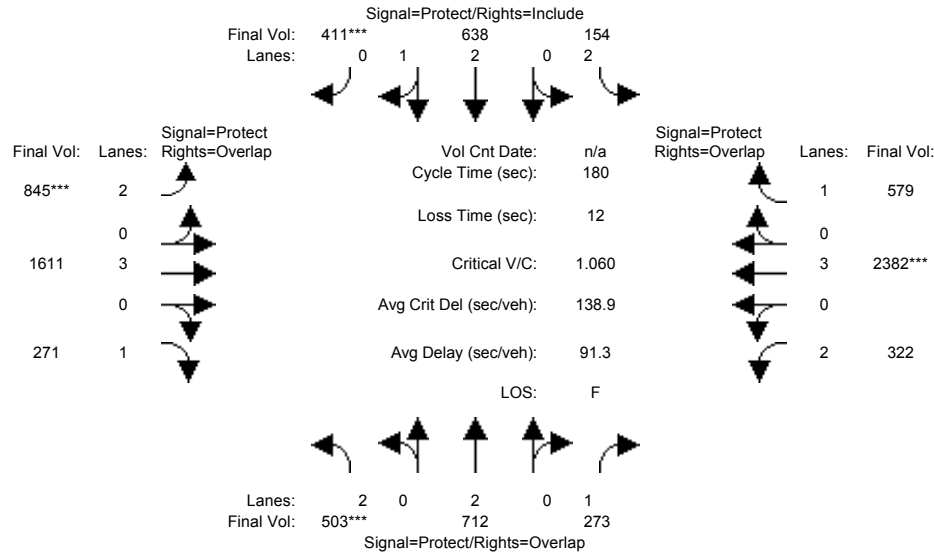 Signal=Protect/Rights=Include
Final Vol: 411*** 638 154
Lanes: 0 1 2 0 2
Signal=Protect Signal=Protect
Final Vol: Lanes: Rights=Overlap Vol Cnt Date: n/a Rights=Overlap Lanes: Final Vol:
Cycle Time (sec): 180
845*** 2 1 579
Loss Time (sec): 12
0 0
1611 3 Critical V/C: 1.060 3 2382***
0 Avg Crit Del (sec/veh): 138.9 0
271 1 Avg Delay (sec/veh): 91.3 2 322
LOS: F
Lanes: 2 0 2 0 1
Final Vol: 503*** 712 273
Signal=Protect/Rights=Overlap